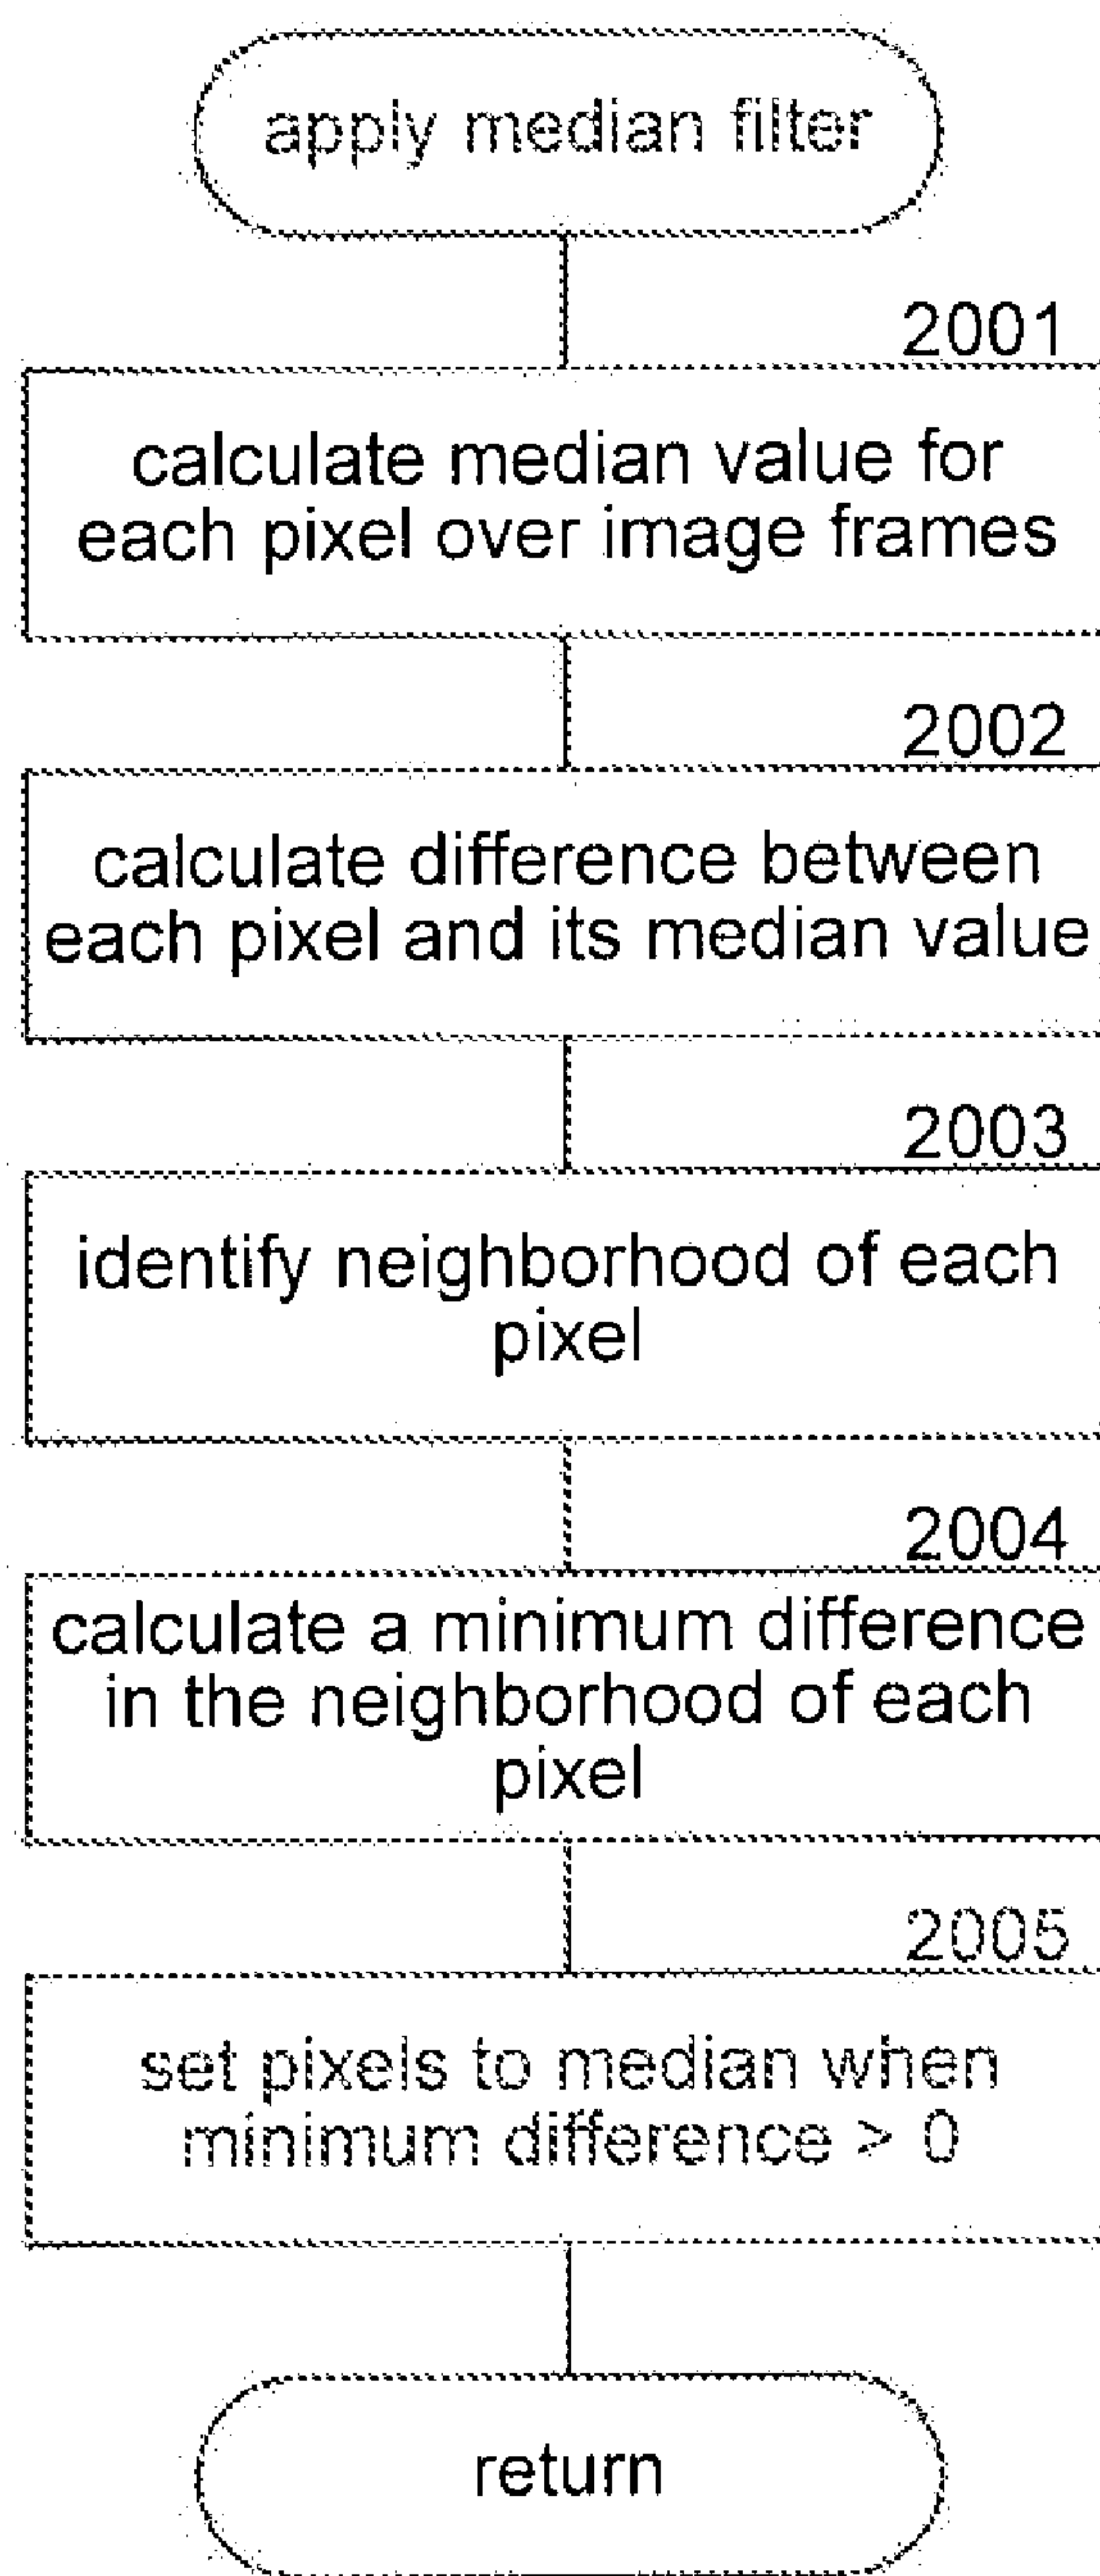 apply median filter
2001
calculate median value for
each pixel over image frames
2002
calculate difference between
each pixel and its median value
2003
identify neighborhood of each
pixel
2004
calculate a minimum difference
in the neighborhood of each
pixel
2005
set pixels to median when
minimum difference > 0
return